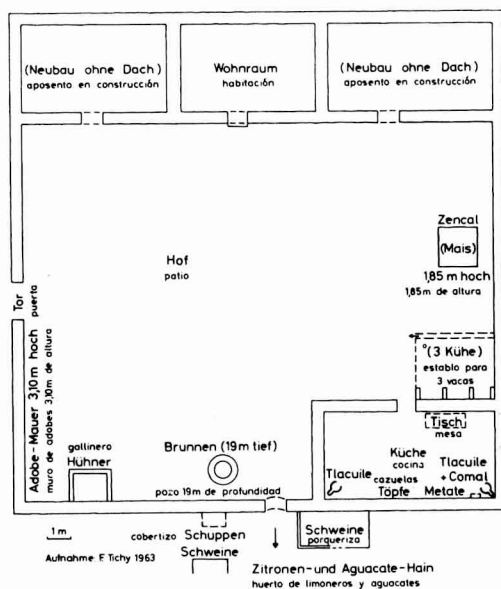 (Neubau ohne Dach)
aposento en construcción
Wohnraum
habitación
(Neubau ohne Dach)
aposento en construcción
Zencal
(Mais)
1,85 m hoch
1,85m de altura
Hof
patio
Tor
puerta
Adobe-Mauer 3,10m hoch
muro de adobes 3,10m de altura
°(3 Kühe)
establo para
3 vacas
Tisch
mesa
Küche
cocina
Tlacuile
cazuelas
Töpfe
Tlacuile
+ Comal
Metate
gallinero
Hühner
Brunnen (19m tief)
pozo 19m de profundidad
1 m
cobertizo Schuppen
Schweine
Schweine
porqueriza
Aufnahme: F. Tichy 1963
Zitronen-und Aguacate-Hain
huerto de limoneros y aguacates